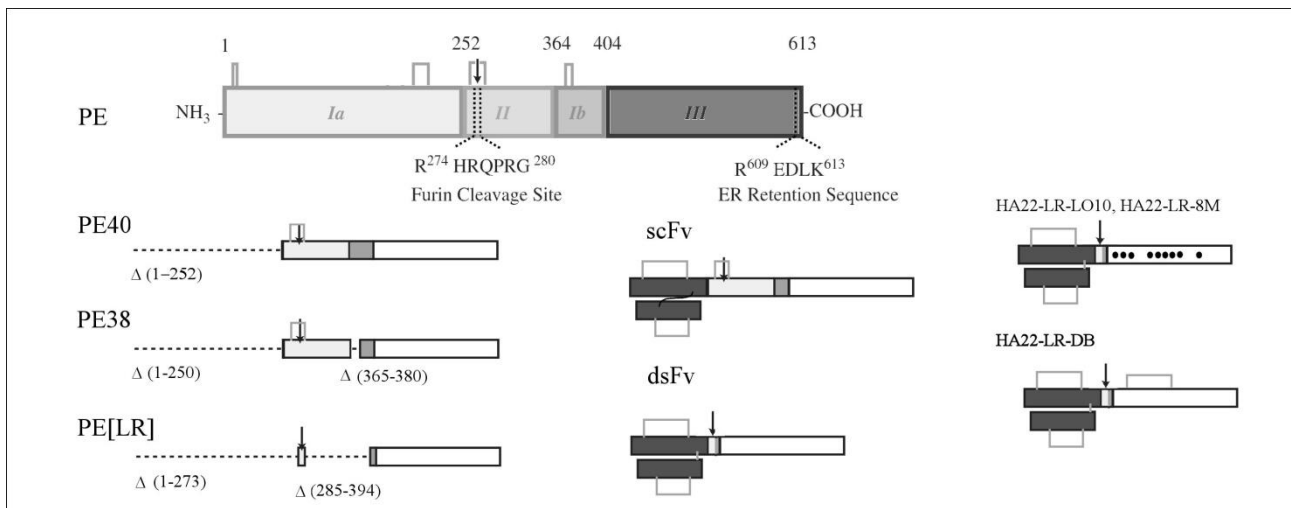 1
252
364
404
613
PE
NH3
Ia
II
Ib
III
COOH
R274 HRQPRG 280
Furin Cleavage Site
R609 EDLK613
ER Retention Sequence
PE40
Δ (1–252)
PE38
Δ (1-250)
Δ (365-380)
PE[LR]
Δ (1-273)
Δ (285-394)
scFv
dsFv
HA22-LR-LO10, HA22-LR-8M
HA22-LR-DB